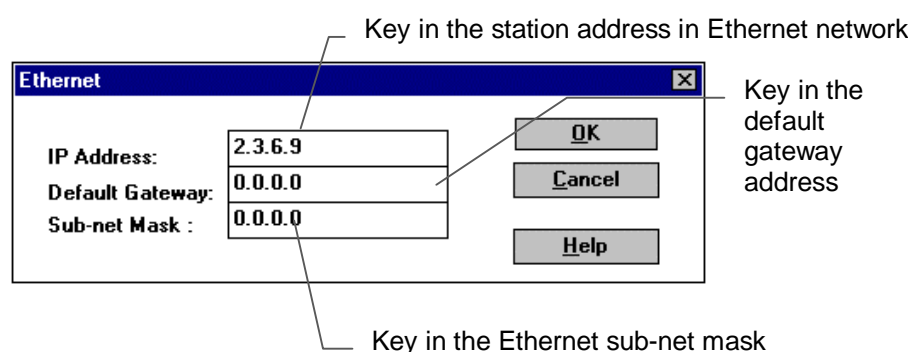 Key in the station address in Ethernet network
Ethernet
Key in the
default
gateway
address
IP Address:
2.3.6.9
OK
Default Gateway:
0.0.0.0
Cancel
Sub-net Mask :
0.0.0.0
Help
Key in the Ethernet sub-net mask